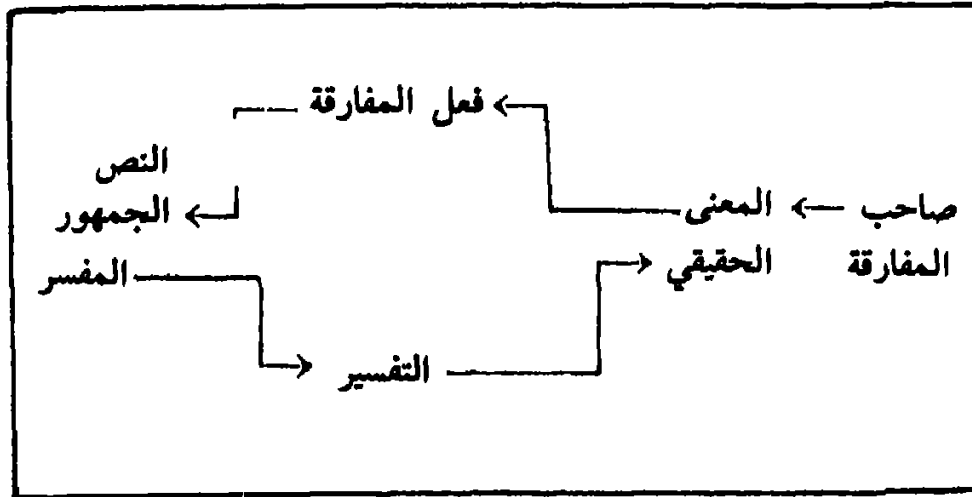 فعل المفارقة
صاحب
المفارقة
المعنى
الحقيقي
النص
الجمهور
المفسر
التفسير